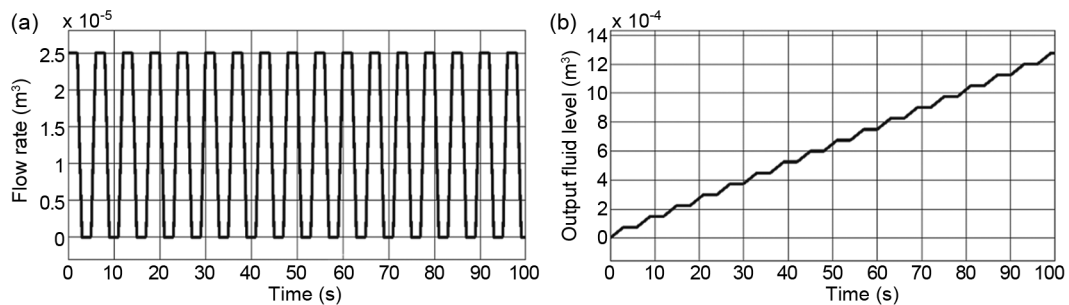 (a)
x 10⁻⁵
Flow rate (m³)
2.5
2
1.5
1
0.5
0
0 10 20 30 40 50 60 70 80 90 100
Time (s)
(b)
x 10⁻⁴
Output fluid level (m³)
14
12
10
8
6
4
2
0
0 10 20 30 40 50 60 70 80 90 100
Time (s)